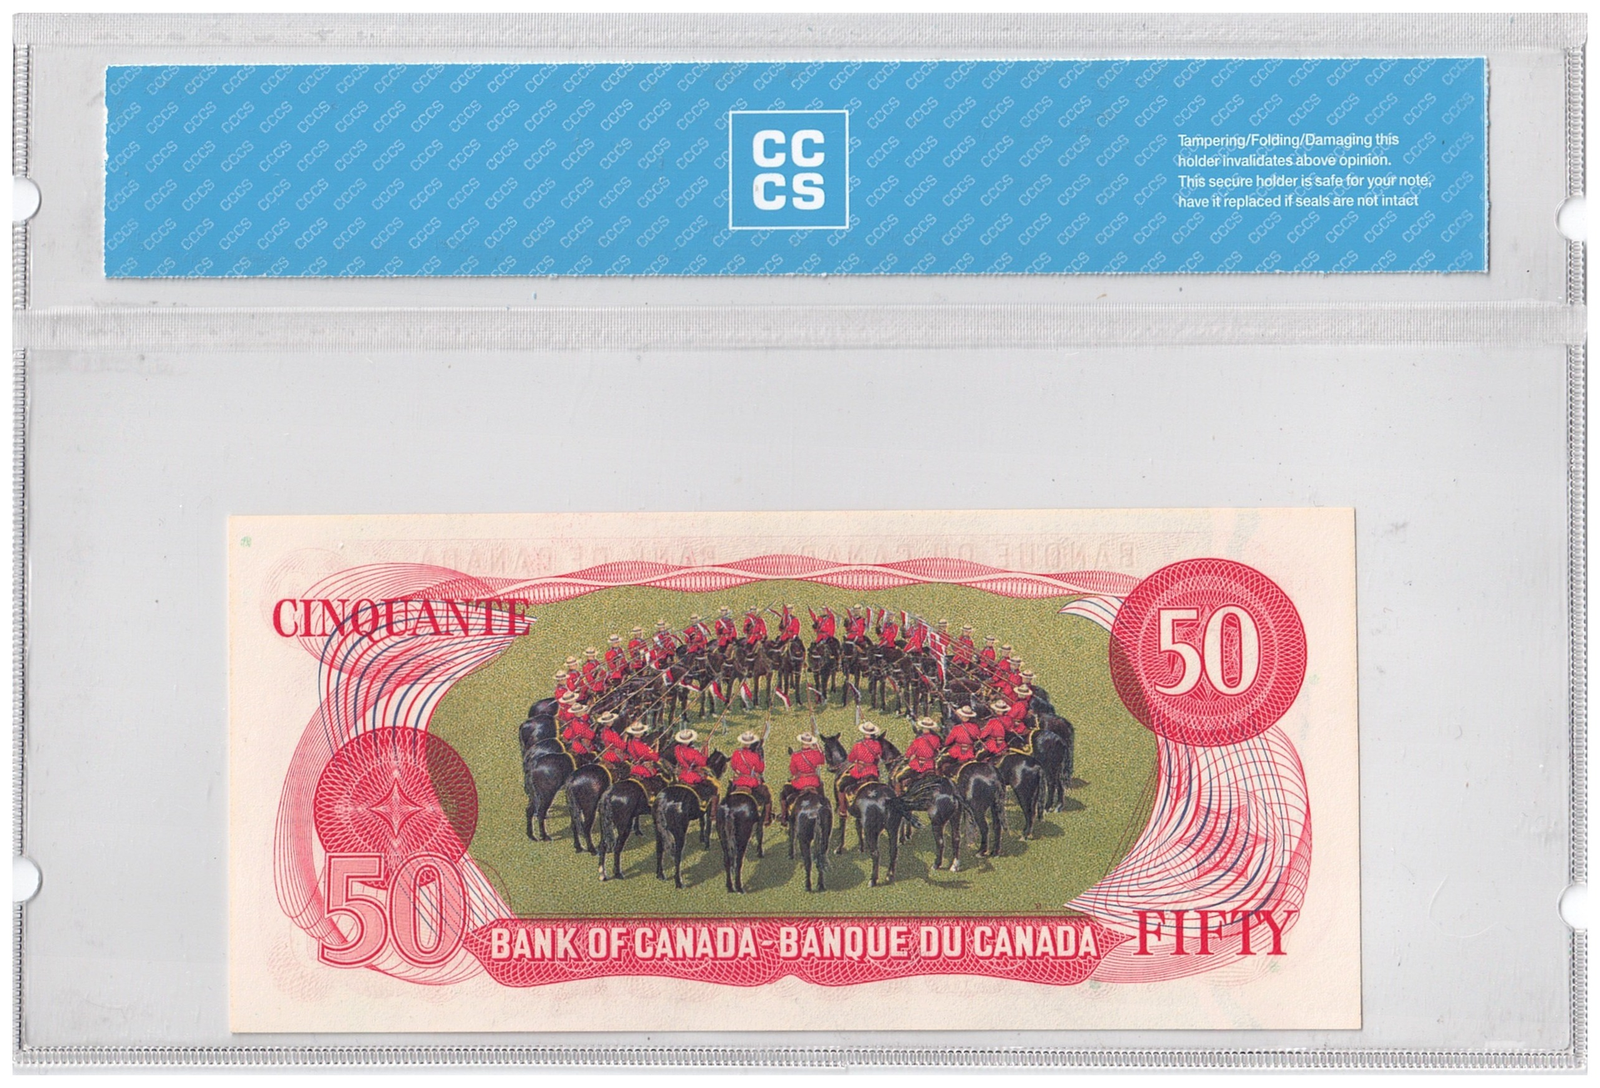 CC
CS
Tampering/Folding/Damaging this
holder invalidates above opinion.
This secure holder is safe for your note,
have it replaced if seals are not intact
CINQUANTE
50
50
BANK OF CANADA-BANQUE DU CANADA
FIFTY